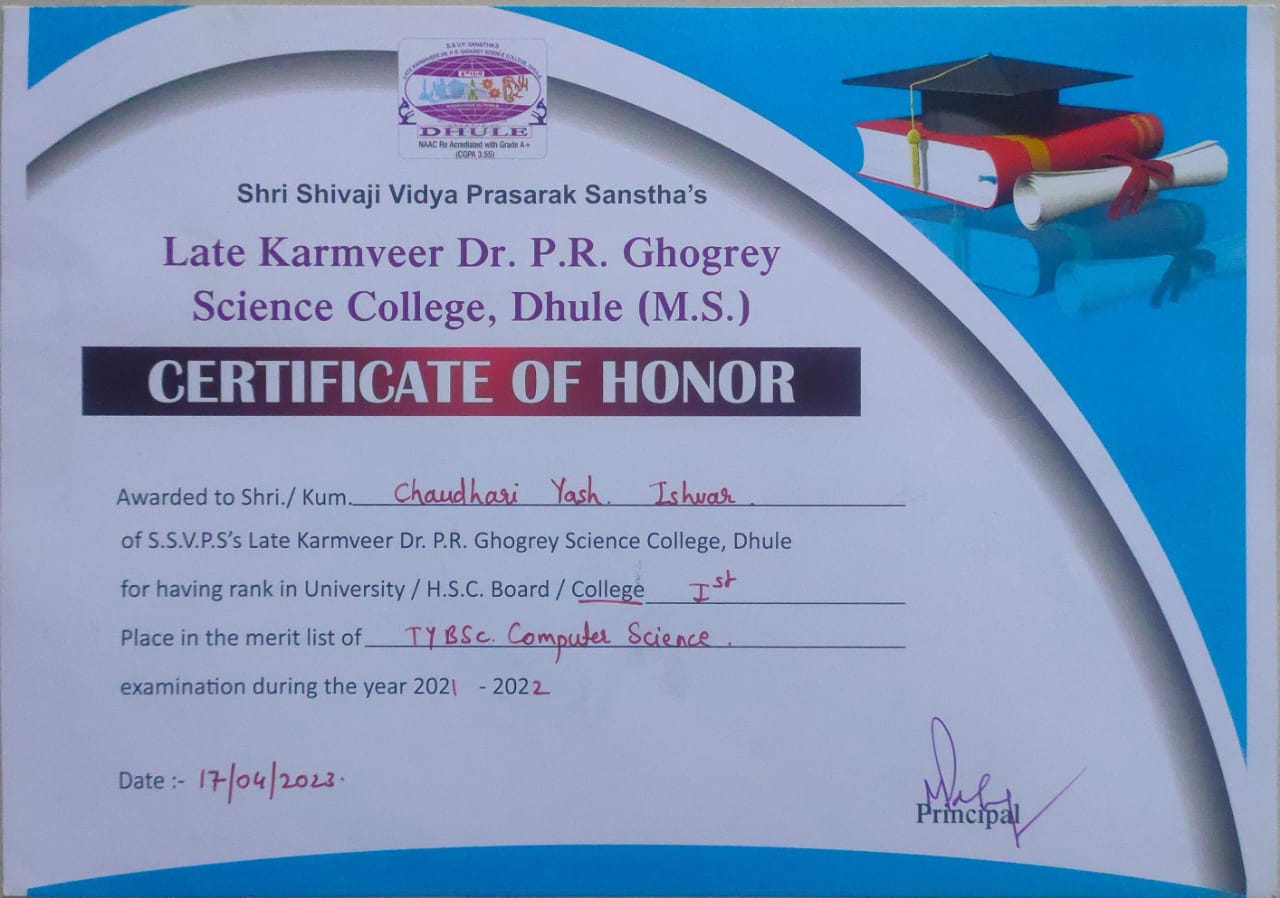 S.S.V.P. SANSTHA'S
LATE KARMVEER DR. P. R. GHOGREY SCIENCE COLLEGE, DHULE
DHULE
NAAC Re Acrediated with Grade A+
(CGPA 3.55)
Shri Shivaji Vidya Prasarak Sanstha's
Late Karmveer Dr. P.R. Ghogrey
Science College, Dhule (M.S.)
CERTIFICATE OF HONOR
Awarded to Shri./ Kum. Chaudhari Yash. Ishwar.
of S.S.V.P.S's Late Karmveer Dr. P.R. Ghogrey Science College, Dhule
for having rank in University / H.S.C. Board / College Ist
Place in the merit list of TYBSc. Computer Science.
examination during the year 2021 - 2022
Date :- 17/04/2023.
Principal